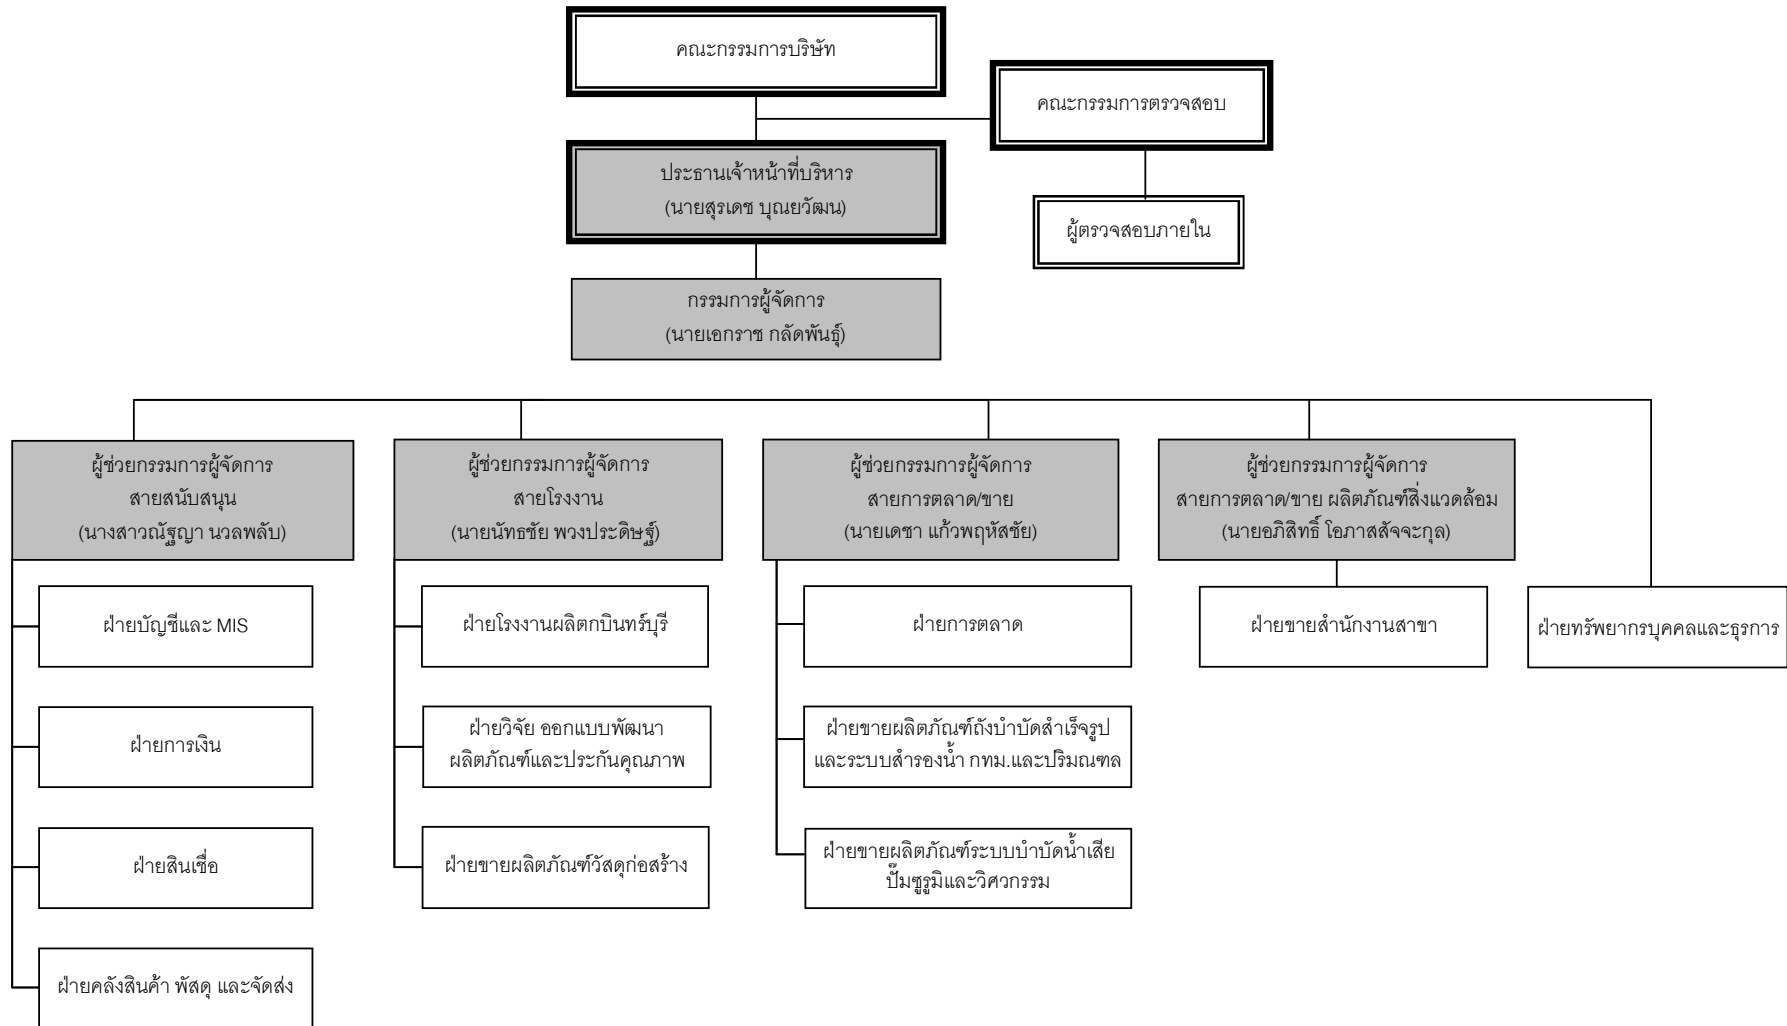 คณะกรรมการบริษัท
คณะกรรมการตรวจสอบ
ประธานเจ้าหน้าที่บริหาร
(นายสุรเดช บุณยวัฒน)
ผู้ตรวจสอบภายใน
กรรมการผู้จัดการ
(นายเอกราช กลัดพันธุ์)
ผู้ช่วยกรรมการผู้จัดการ
สายสนับสนุน
(นางสาวณัฐญา นวลพลับ)
ผู้ช่วยกรรมการผู้จัดการ
สายโรงงาน
(นายนัทธชัย พวงประดิษฐ์)
ผู้ช่วยกรรมการผู้จัดการ
สายการตลาด/ขาย
(นายเดชา แก้วพฤหัสชัย)
ผู้ช่วยกรรมการผู้จัดการ
สายการตลาด/ขาย ผลิตภัณฑ์สิ่งแวดล้อม
(นายอภิสิทธิ์ โอภาสสัจจะกุล)
ฝ่ายบัญชีและ MIS
ฝ่ายโรงงานผลิตกบินทร์บุรี
ฝ่ายการตลาด
ฝ่ายขายสำนักงานสาขา
ฝ่ายทรัพยากรบุคคลและธุรการ
ฝ่ายการเงิน
ฝ่ายวิจัย ออกแบบพัฒนา
ผลิตภัณฑ์และประกันคุณภาพ
ฝ่ายขายผลิตภัณฑ์ถังบำบัดสำเร็จรูป
และระบบสำรองน้ำ กทม.และปริมณฑล
ฝ่ายสินเชื่อ
ฝ่ายขายผลิตภัณฑ์วัสดุก่อสร้าง
ฝ่ายขายผลิตภัณฑ์ระบบบำบัดน้ำเสีย
ปั๊มซูรูมิและวิศวกรรม
ฝ่ายคลังสินค้า พัสดุ และจัดส่ง